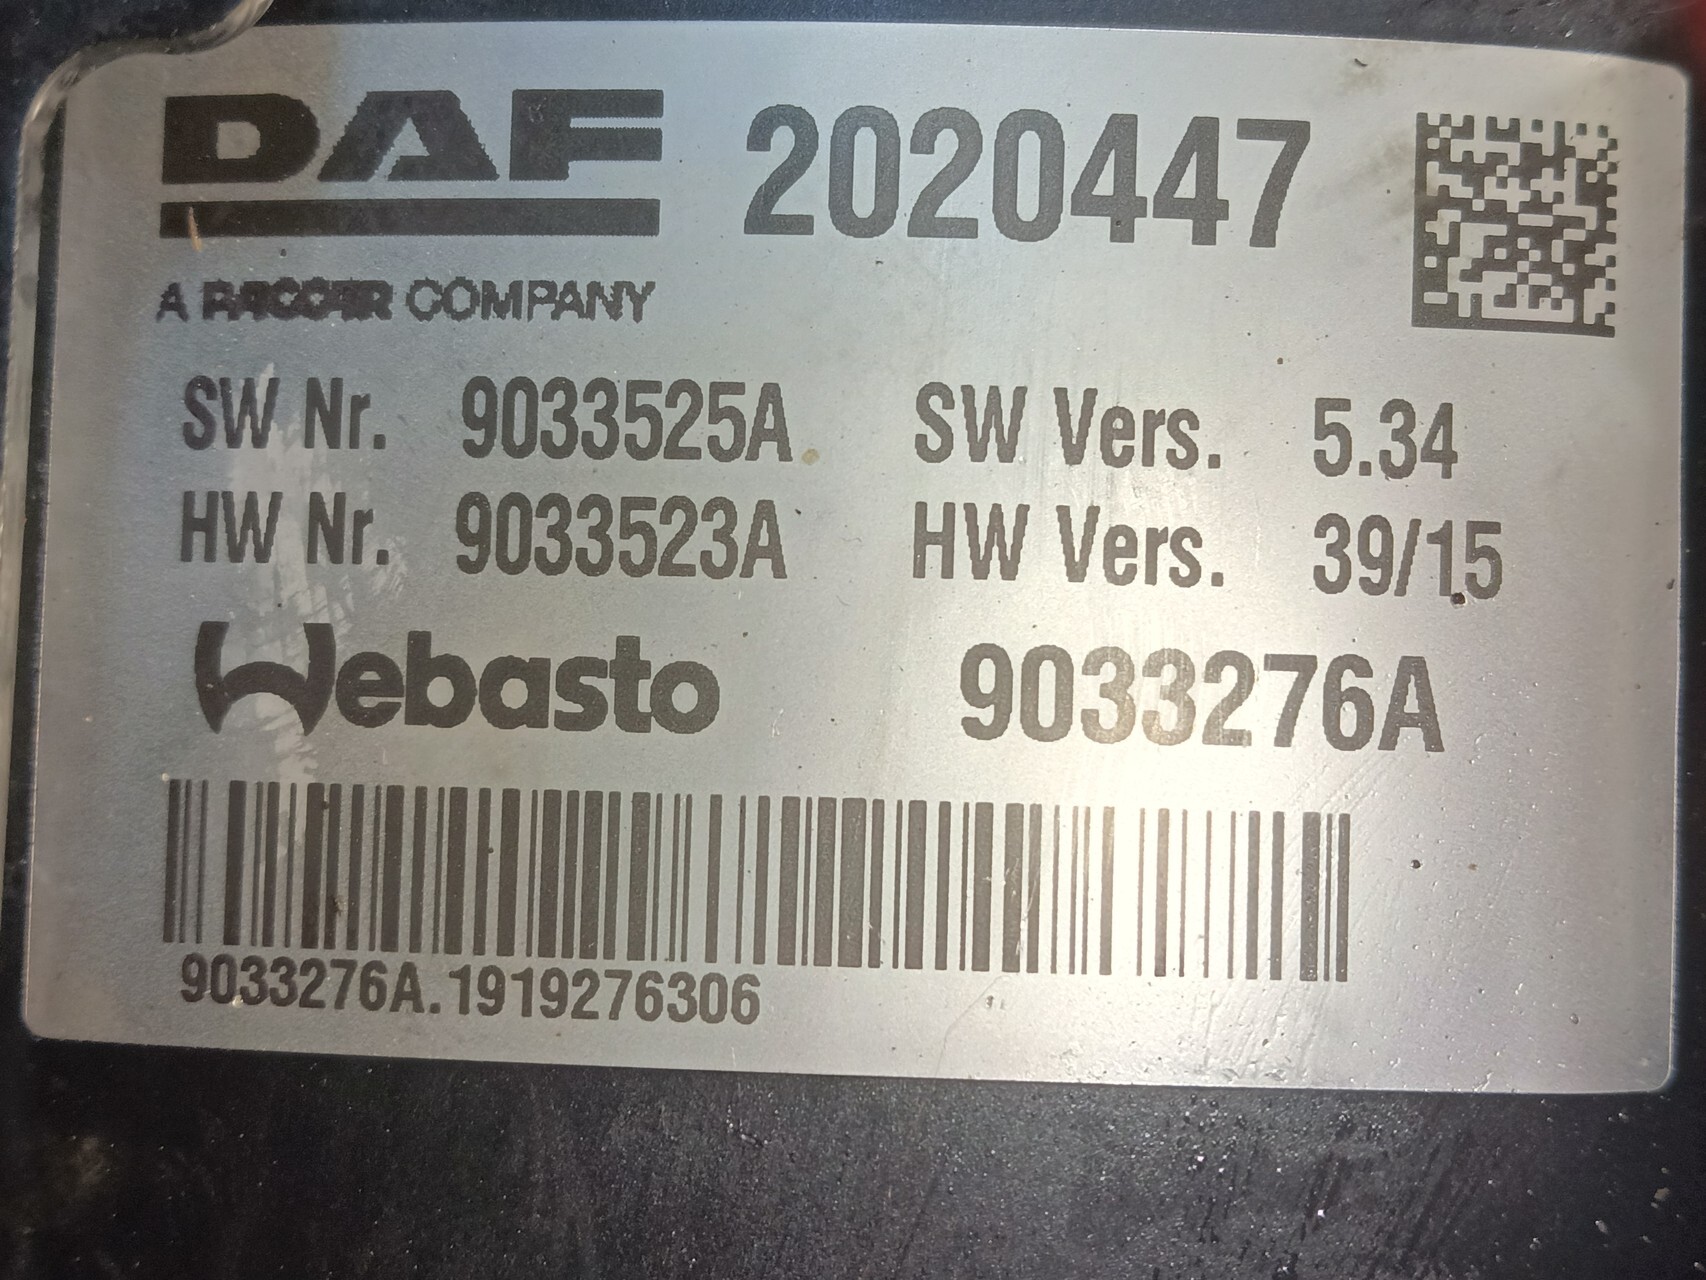 DAF 2020447
A PACCAR COMPANY
SW Nr. 9033525A SW Vers. 5.34
HW Nr. 9033523A HW Vers. 39/15
Webasto 9033276A
9033276A.1919276306